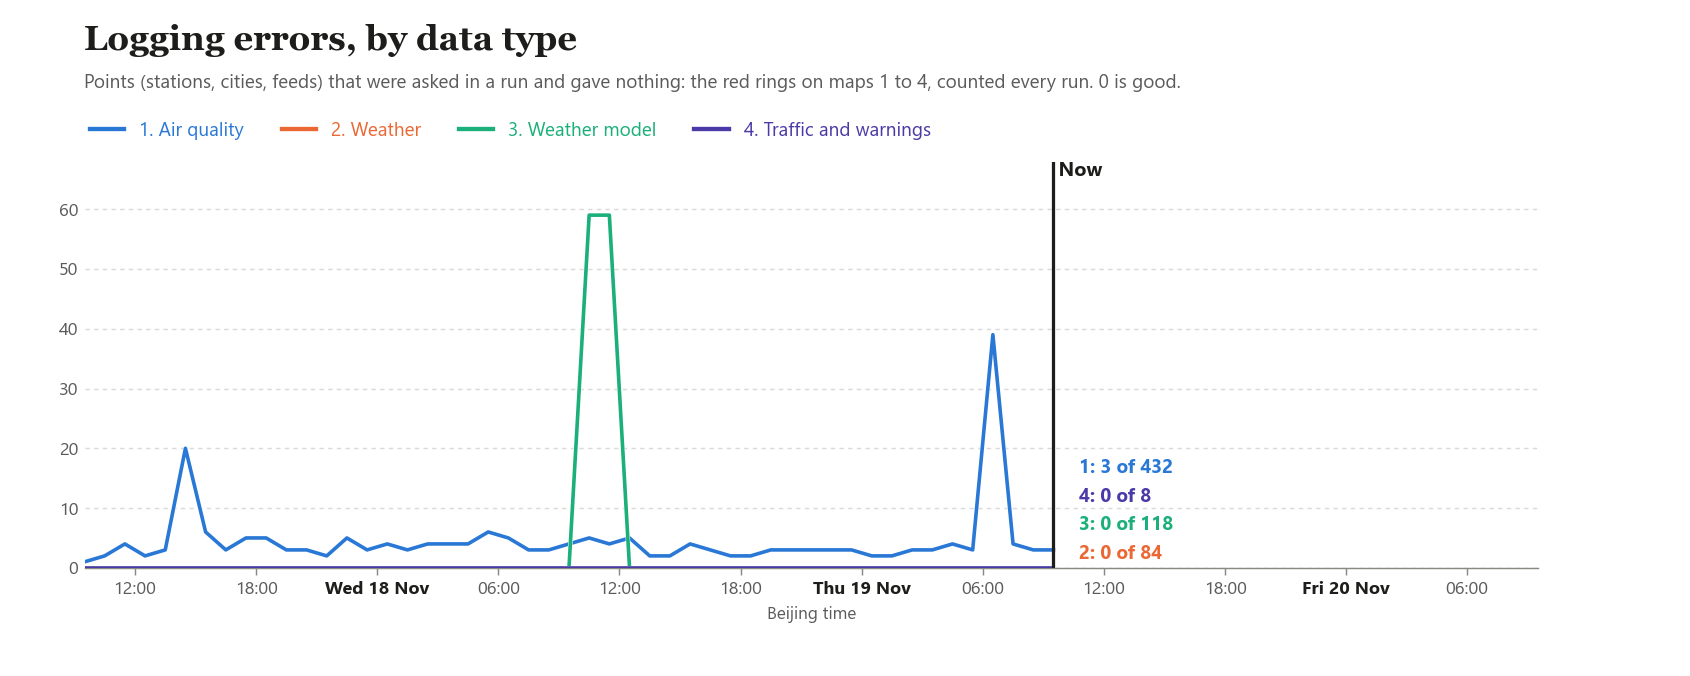 Logging errors, by data type
Points (stations, cities, feeds) that were asked in a run and gave nothing: the red rings on maps 1 to 4, counted every run. 0 is good.
1. Air quality 2. Weather 3. Weather model 4. Traffic and warnings
Now
60
50
40
30
20
10
0
1: 3 of 432
4: 0 of 8
3: 0 of 118
2: 0 of 84
12:00 18:00 Wed 18 Nov 06:00 12:00 18:00 Thu 19 Nov 06:00 12:00 18:00 Fri 20 Nov 06:00
Beijing time